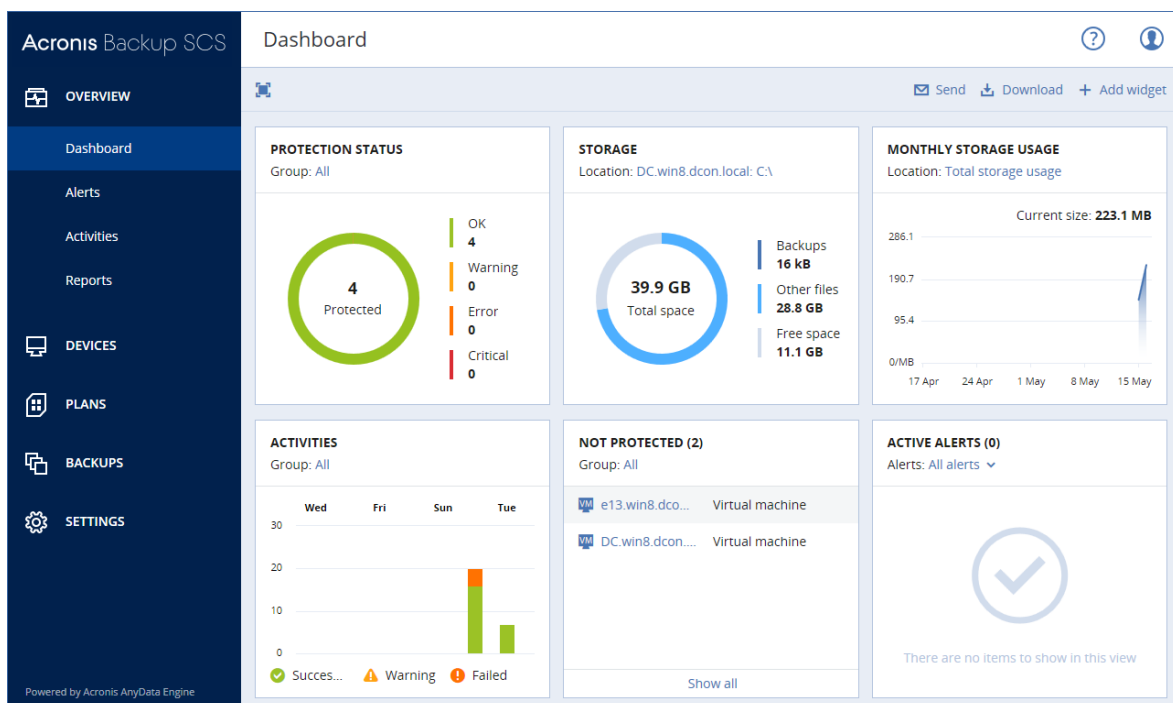 Acronis Backup SCS
Dashboard
OVERVIEW
Dashboard
Alerts
Activities
Reports
DEVICES
PLANS
BACKUPS
SETTINGS
Powered by Acronis AnyData Engine
Send
Download
+ Add widget
PROTECTION STATUS
Group: All
4
Protected
OK
4
Warning
0
Error
0
Critical
0
STORAGE
Location: DC.win8.dcon.local: C:\
39.9 GB
Total space
Backups
16 kB
Other files
28.8 GB
Free space
11.1 GB
MONTHLY STORAGE USAGE
Location: Total storage usage
Current size: 223.1 MB
286.1
190.7
95.4
0/MB
17 Apr 24 Apr 1 May 8 May 15 May
ACTIVITIES
Group: All
Wed Fri Sun Tue
30
20
10
0
Succes... Warning Failed
NOT PROTECTED (2)
Group: All
VM e13.win8.dco... Virtual machine
VM DC.win8.dcon.... Virtual machine
Show all
ACTIVE ALERTS (0)
Alerts: All alerts
There are no items to show in this view